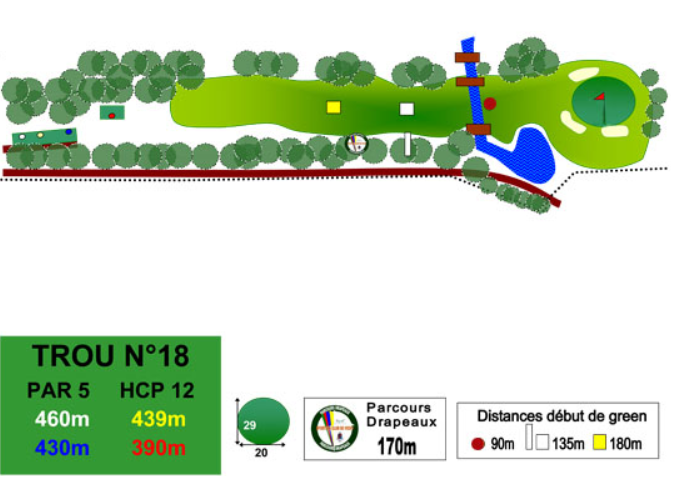 TROU N°18
PAR 5 HCP 12
460m 439m
430m 390m
29
20
Parcours
Drapeaux
170m
Distances début de green
90m 135m 180m